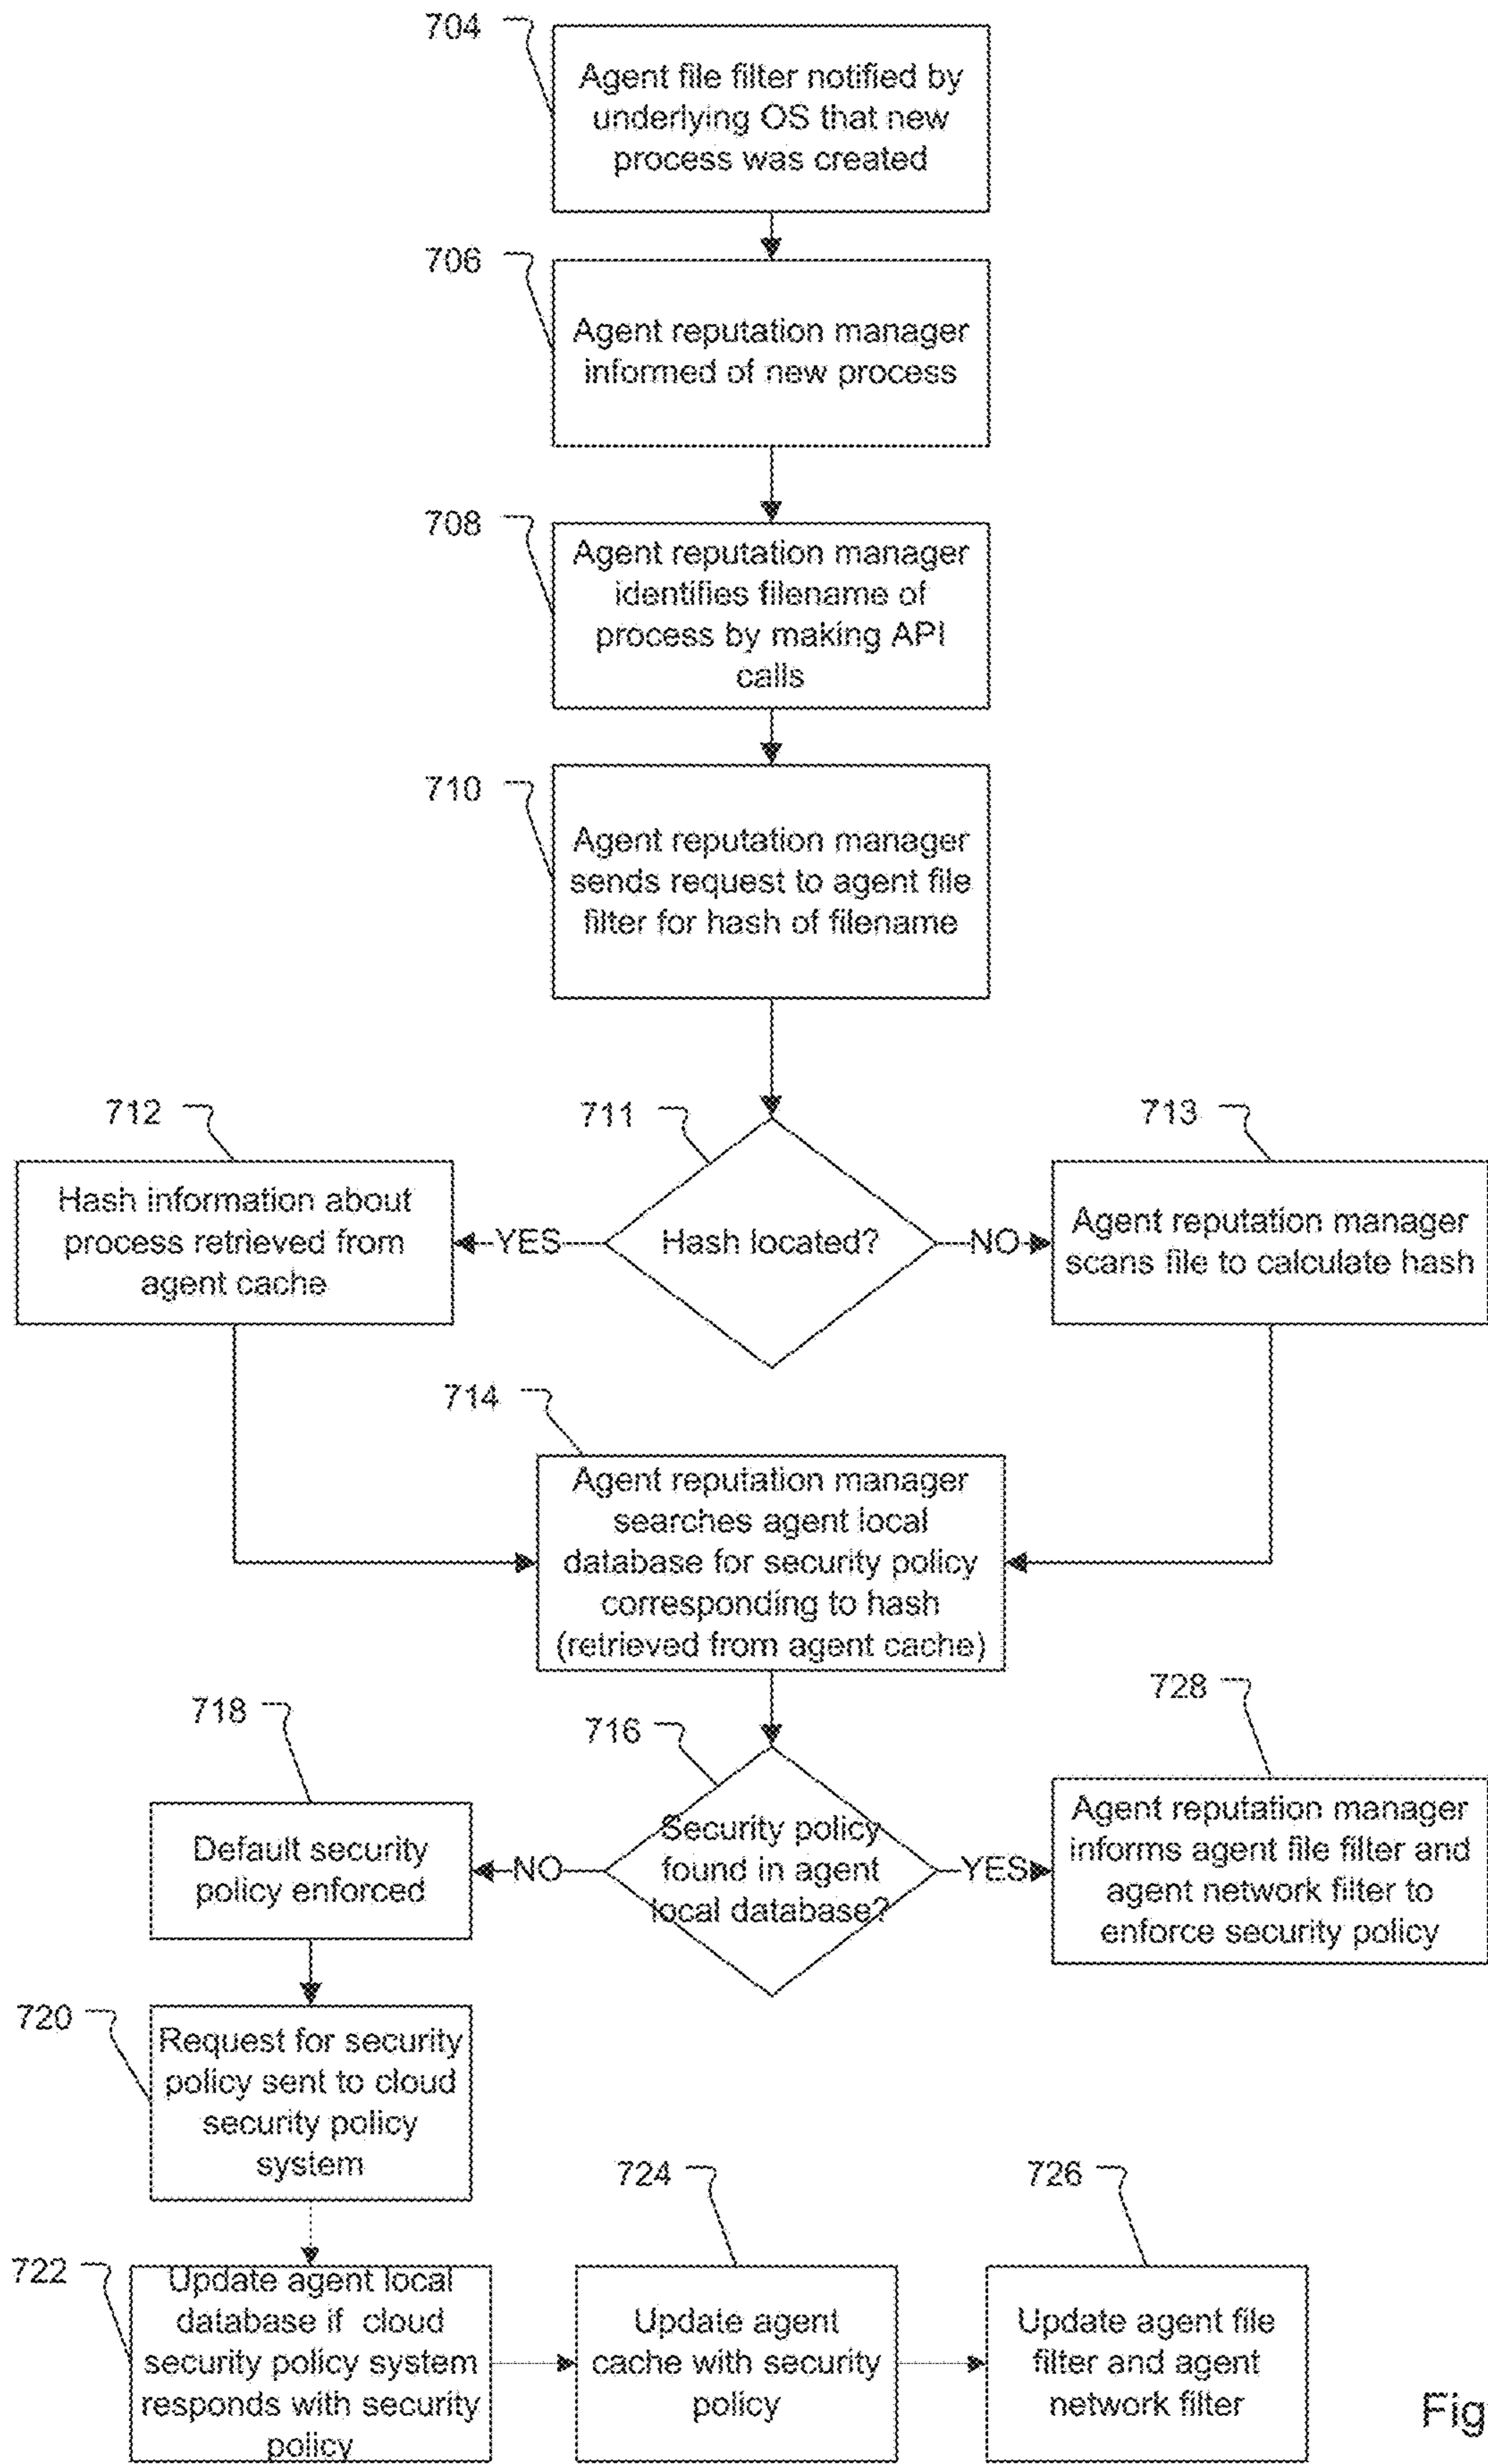 704
Agent file filter notified by
underlying OS that new
process was created
706
Agent reputation manager
informed of new process
708
Agent reputation manager
identifies filename of
process by making API
calls
710
Agent reputation manager
sends request to agent file
filter for hash of filename
712
711
713
Hash information about
process retrieved from
agent cache
YES
Hash located?
NO
Agent reputation manager
scans file to calculate hash
714
Agent reputation manager
searches agent local
database for security policy
corresponding to hash
(retrieved from agent cache)
718
716
728
Default security
policy enforced
NO
Security policy
found in agent
local database?
YES
Agent reputation manager
informs agent file filter and
agent network filter to
enforce security policy
720
Request for security
policy sent to cloud
security policy
system
722
724
726
Update agent local
database if cloud
security policy system
responds with security
policy
Update agent
cache with security
policy
Update agent file
filter and agent
network filter
Fig